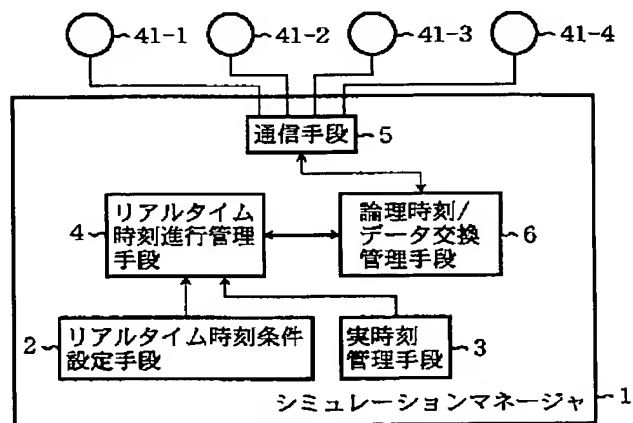 41-1
41-2
41-3
41-4
通信手段
5
リアルタイム
時刻進行管理
手段
4
論理時刻/
データ交換
管理手段
6
リアルタイム時刻条件
設定手段
2
実時刻
管理手段
3
シミュレーションマネージャ
1